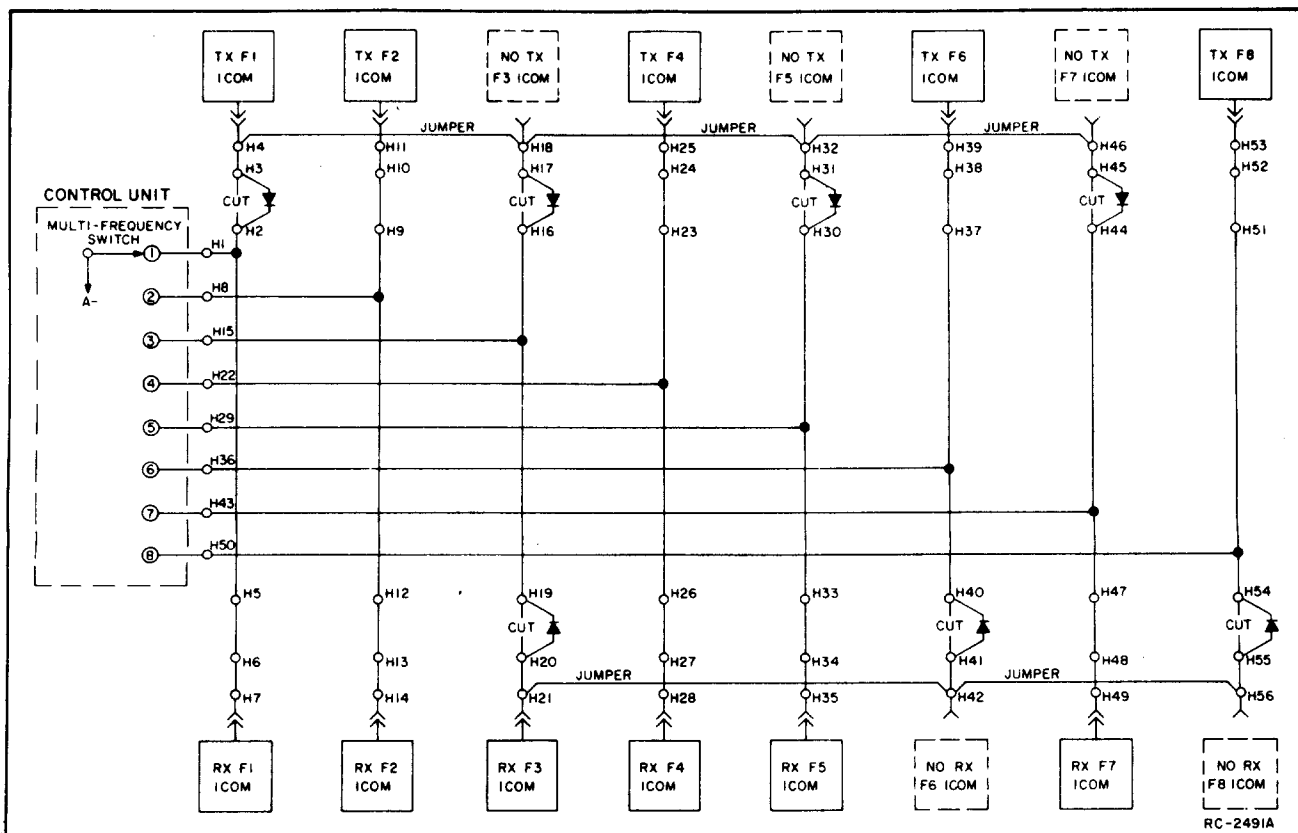 TX F1
ICOM
TX F2
ICOM
NO TX
F3 ICOM
TX F4
ICOM
NO TX
F5 ICOM
TX F6
ICOM
NO TX
F7 ICOM
TX F8
ICOM
JUMPER
JUMPER
H4
H11
H18
H25
H32
H39
H46
H53
H3
H10
H17
H24
H31
H38
H45
H52
CUT
CUT
CUT
CUT
H2
H9
H16
H23
H30
H37
H44
H51
CONTROL UNIT
MULTI-FREQUENCY
SWITCH
A-
1
H1
2
H8
3
H15
4
H22
5
H29
6
H36
7
H43
8
H50
H5
H12
H19
H26
H33
H40
H47
H54
CUT
CUT
CUT
H6
H13
H20
H27
H34
H41
H48
H55
JUMPER
JUMPER
H7
H14
H21
H28
H35
H42
H49
H56
RX F1
ICOM
RX F2
ICOM
RX F3
ICOM
RX F4
ICOM
RX F5
ICOM
NO RX
F6 ICOM
RX F7
ICOM
NO RX
F8 ICOM
RC-2491A